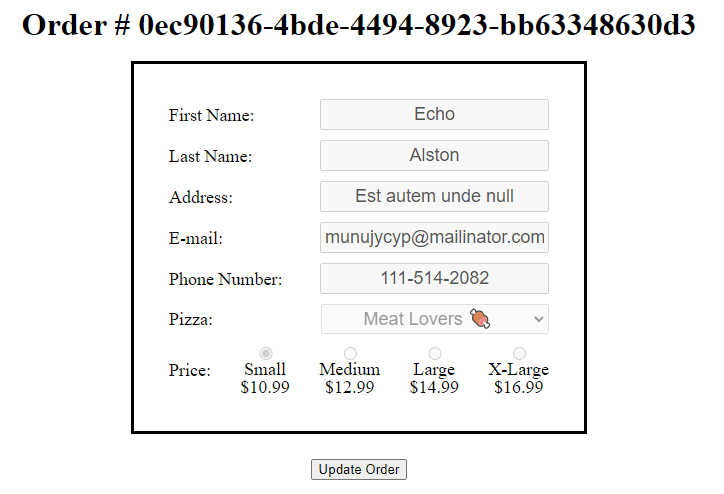 Order # 0ec90136-4bde-4494-8923-bb63348630d3
First Name: Echo
Last Name: Alston
Address: Est autem unde null
E-mail: munujycyp@mailinator.com
Phone Number: 111-514-2082
Pizza: Meat Lovers 🍖
Price: Small Medium Large X-Large
$10.99 $12.99 $14.99 $16.99
Update Order